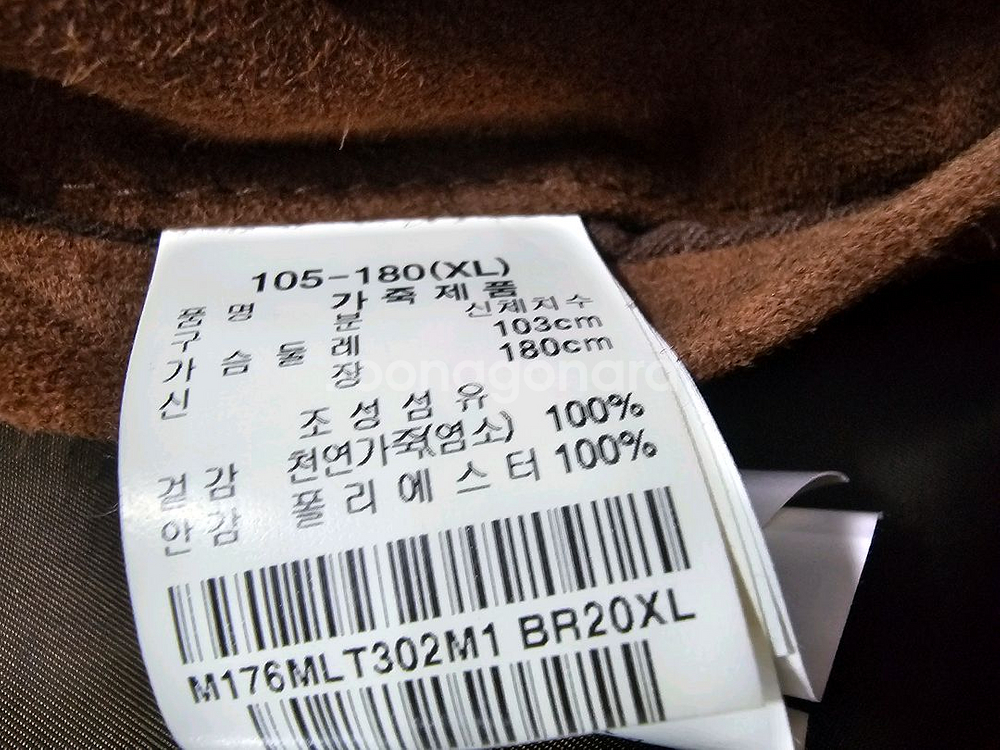 105-180(XL)
품 명 가 죽 제 품
구 분 신체치수
가 슴 둘 레 103cm
신 장 180cm
조 성 섬 유
겉 감 천연가죽(염소) 100%
안 감 폴 리 에 스 터 100%
M176MLT302M1 BR20XL